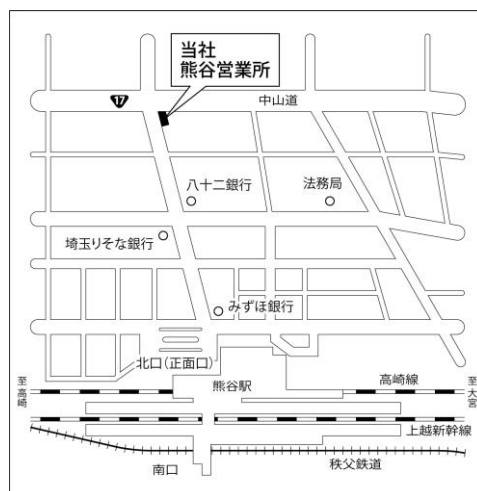 当社
熊谷営業所
17
中山道
八十二銀行
法務局
埼玉りそな銀行
みずほ銀行
北口(正面口)
熊谷駅
高崎線
至高崎
至大宮
上越新幹線
南口
秩父鉄道